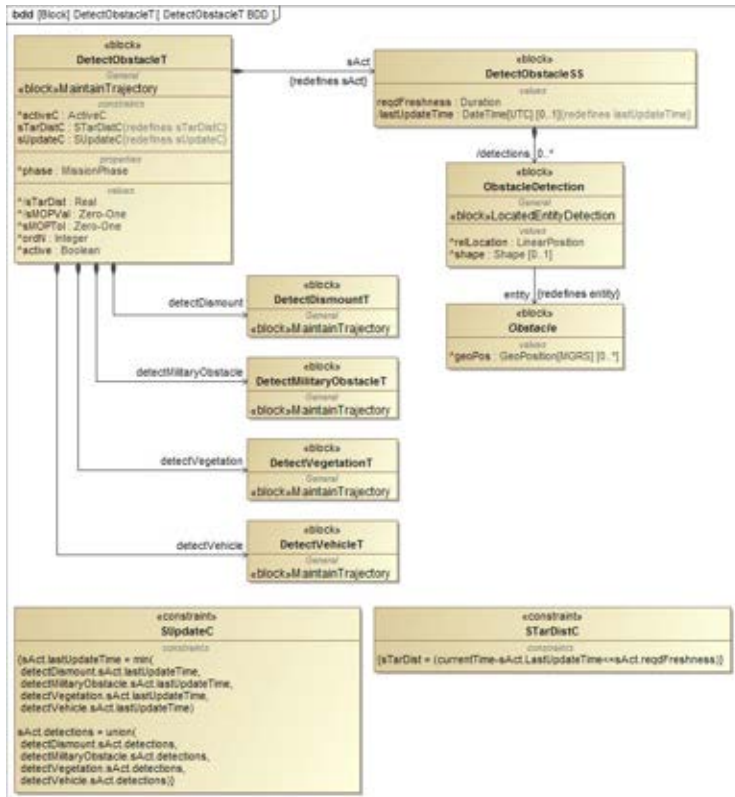 bdd [Block] DetectObstacleT[ DetectObstacleT BDD ]
«block»
DetectObstacleT
General
«block»MaintainTrajectory
constraints
^activeC : ActiveC
sTarDistC : STarDistC{redefines sTarDistC}
sUpdateC : SUpdateC{redefines sUpdateC}
properties
^phase : MissionPhase
values
^/sTarDist : Real
^/sMOPVal : Zero-One
^sMOPTol : Zero-One
^ordN : Integer
^active : Boolean
sAct
{redefines sAct}
«block»
DetectObstacleSS
values
reqdFreshness : Duration
lastUpdateTime : DateTime[UTC] [0..1]{redefines lastUpdateTime}
/detections 0..*
«block»
ObstacleDetection
General
«block»LocatedEntityDetection
values
^relLocation : LinearPosition
^shape : Shape [0..1]
entity {redefines entity}
«block»
Obstacle
values
^geoPos : GeoPosition[MGRS] [0..*]
detectDismount
«block»
DetectDismountT
General
«block»MaintainTrajectory
detectMilitaryObstacle
«block»
DetectMilitaryObstacleT
General
«block»MaintainTrajectory
detectVegetation
«block»
DetectVegetationT
General
«block»MaintainTrajectory
detectVehicle
«block»
DetectVehicleT
General
«block»MaintainTrajectory
«constraint»
SUpdateC
constraints
{sAct.lastUpdateTime = min(
detectDismount.sAct.lastUpdateTime,
detectMilitaryObstacle.sAct.lastUpdateTime,
detectVegetation.sAct.lastUpdateTime,
detectVehicle.sAct.lastUpdateTime)
sAct.detections = union(
detectDismount.sAct.detections,
detectMilitaryObstacle.sAct.detections,
detectVegetation.sAct.detections,
detectVehicle.sAct.detections)}
«constraint»
STarDistC
constraints
{sTarDist = (currentTime-sAct.LastUpdateTime<=sAct.reqdFreshness)}